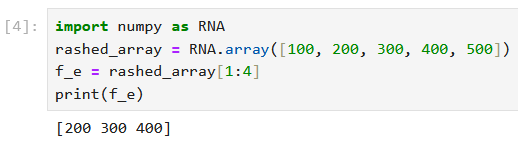 [4]: import numpy as RNA
rashed_array = RNA.array([100, 200, 300, 400, 500])
f_e = rashed_array[1:4]
print(f_e)
[200 300 400]